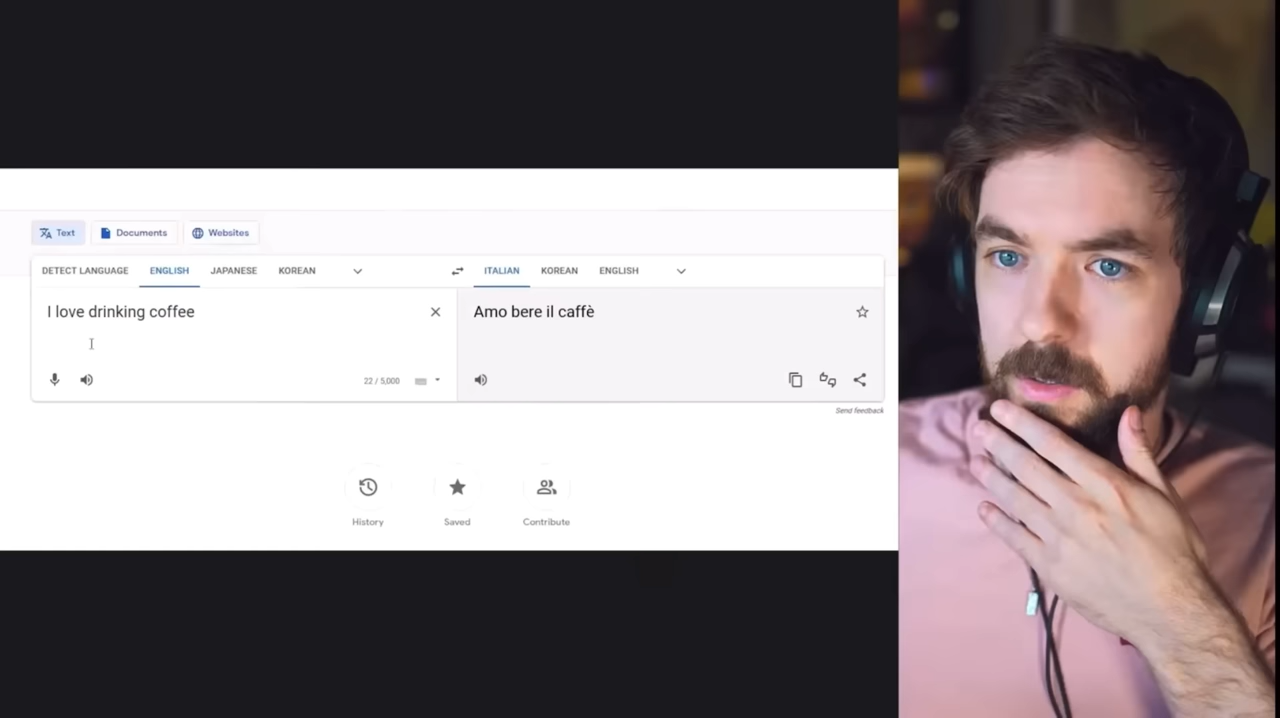 Text Documents Websites
DETECT LANGUAGE ENGLISH JAPANESE KOREAN ITALIAN KOREAN ENGLISH
I love drinking coffee Amo bere il caffè
22 / 5,000
Send feedback
History Saved Contribute